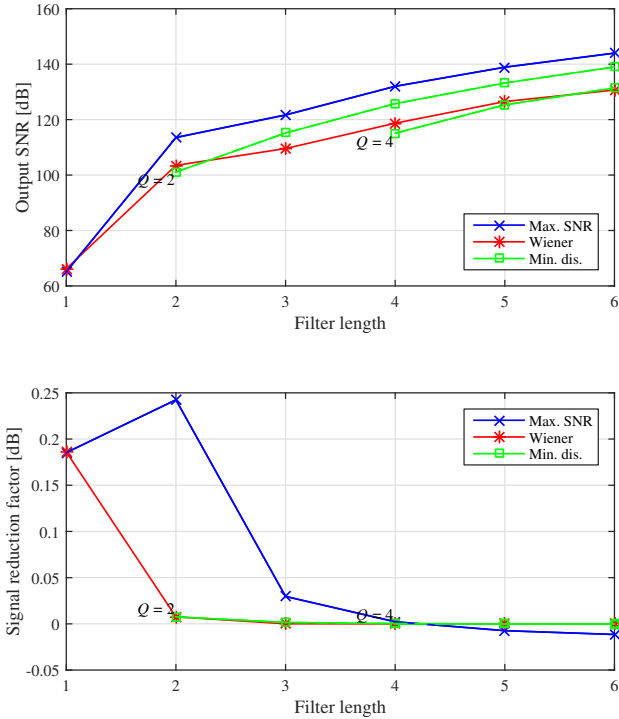 160
140
120
100
80
60
Output SNR [dB]
Q = 2
Q = 4
Max. SNR
Wiener
Min. dis.
1 2 3 4 5 6
Filter length
0.25
0.2
0.15
0.1
0.05
0
-0.05
Signal reduction factor [dB]
Max. SNR
Wiener
Min. dis.
Q = 2
Q = 4
1 2 3 4 5 6
Filter length